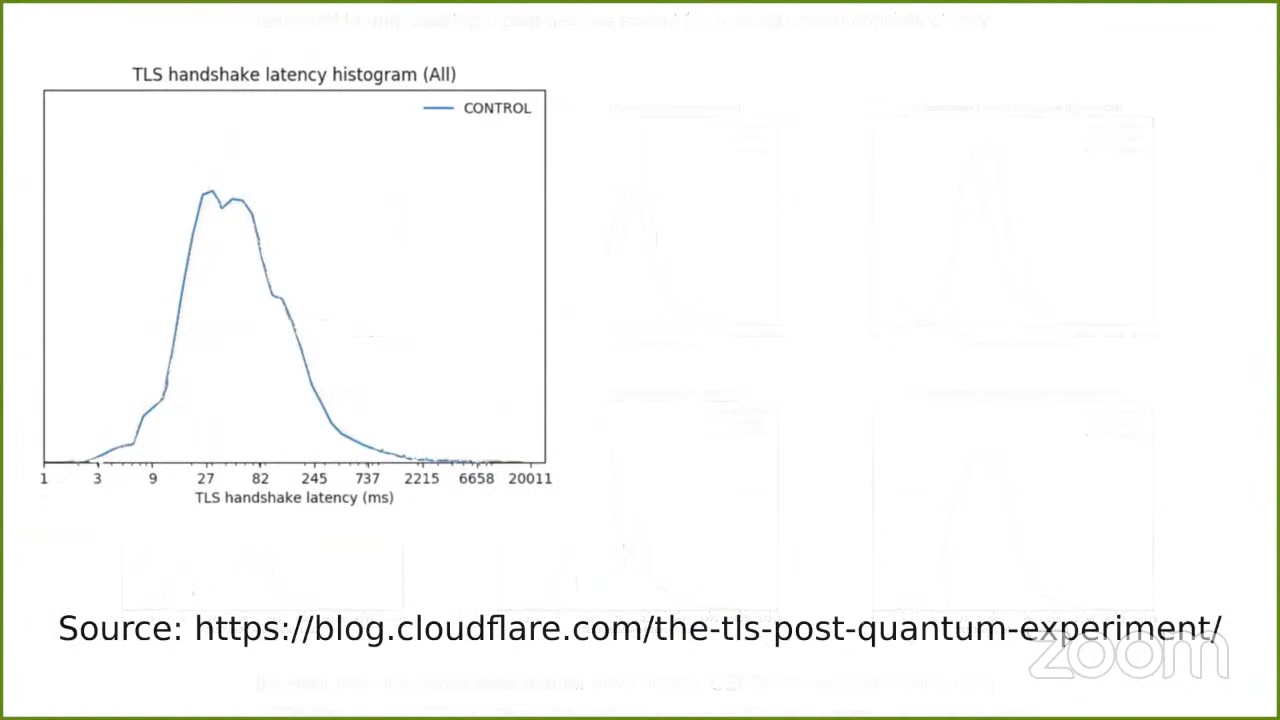 TLS handshake latency histogram (All)
CONTROL
1 3 9 27 82 245 737 2215 6658 20011
TLS handshake latency (ms)
Source: https://blog.cloudflare.com/the-tls-post-quantum-experiment/
zoom